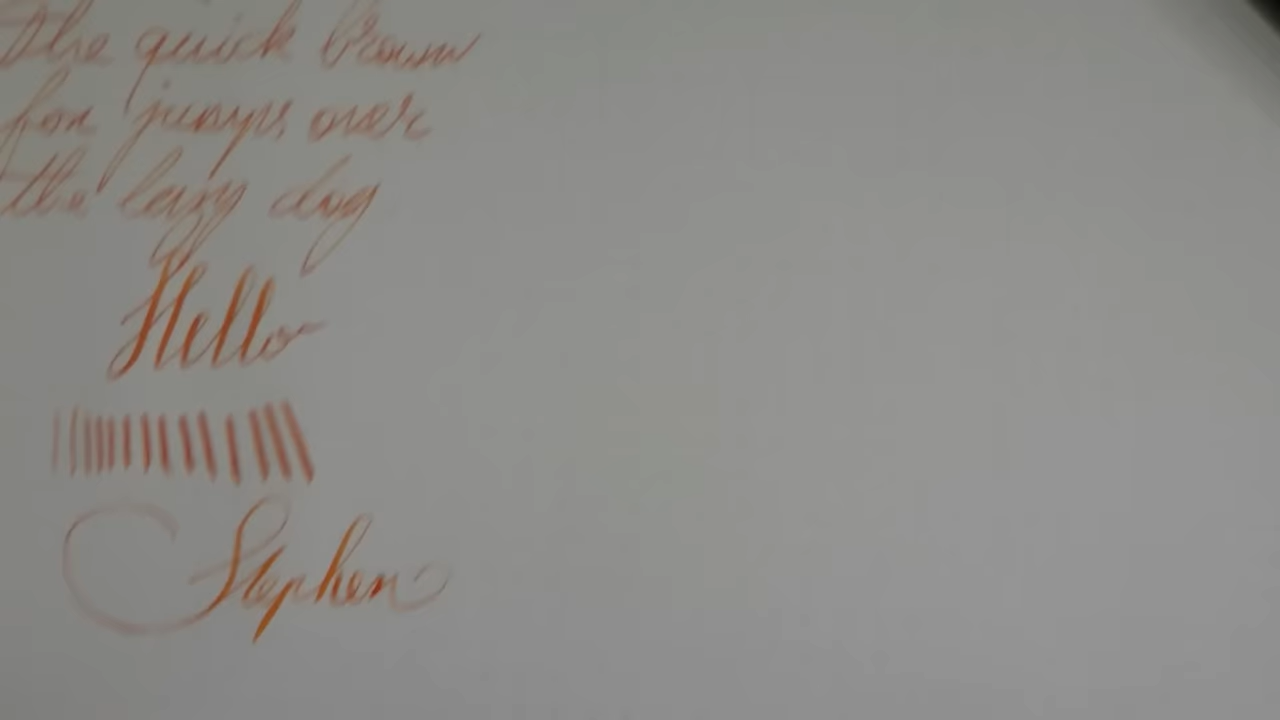 the quick brown
fox jumps over
the lazy dog
Hello
Stephen